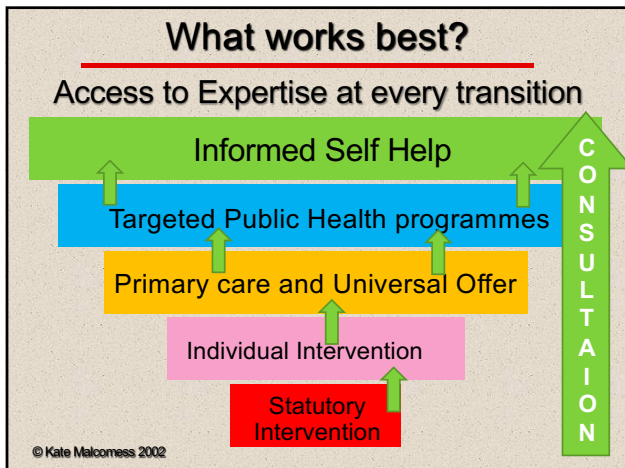 What works best?
Access to Expertise at every transition
Informed Self Help
Targeted Public Health programmes
Primary care and Universal Offer
Individual Intervention
Statutory
Intervention
CONSULTAION
© Kate Malcomess 2002